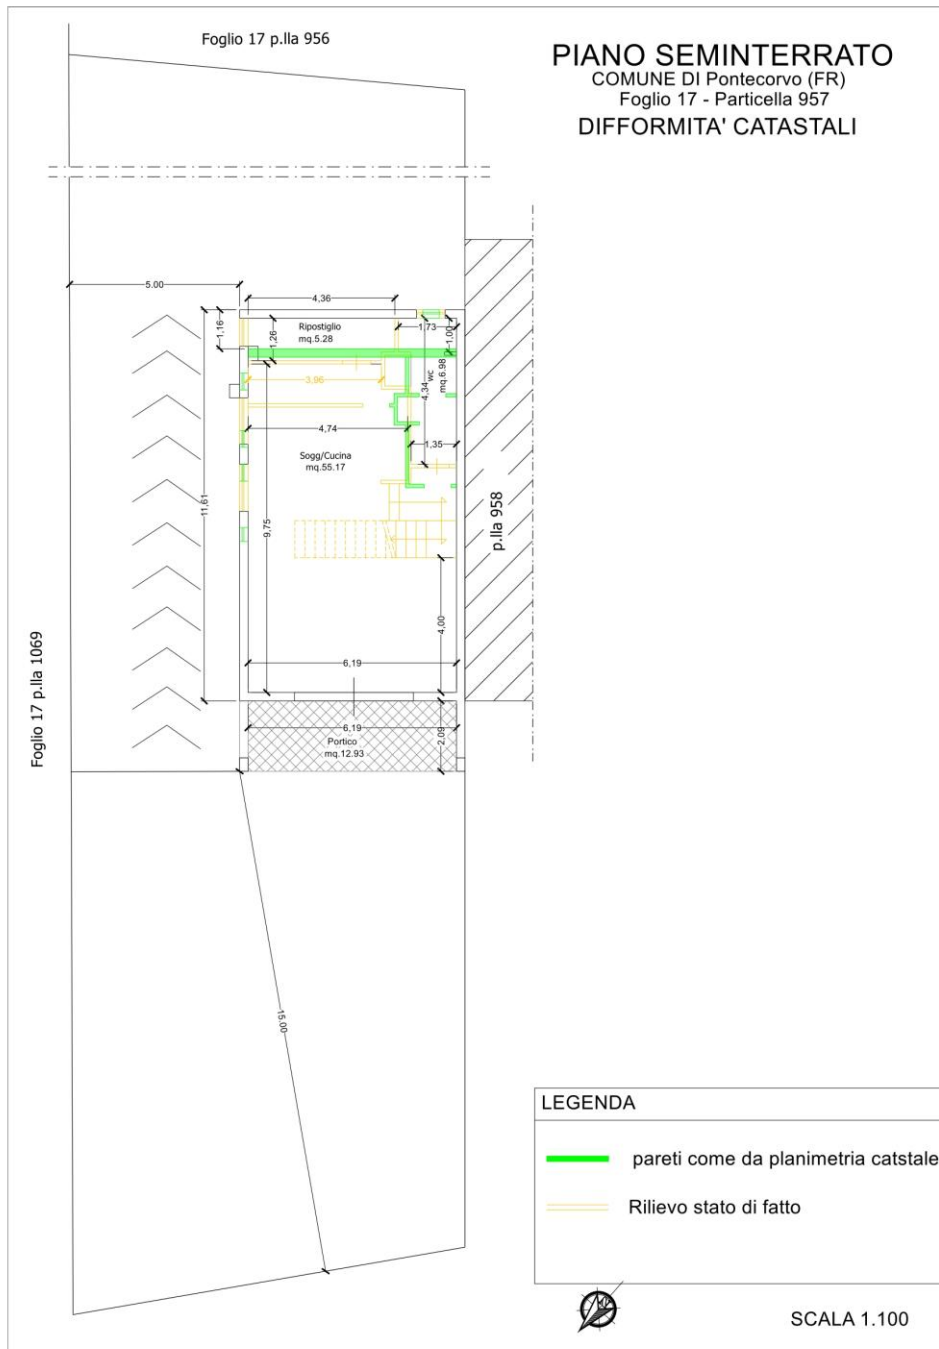 Foglio 17 p.lla 956
PIANO SEMINTERRATO
COMUNE DI Pontecorvo (FR)
Foglio 17 - Particella 957
DIFFORMITA' CATASTALI
5.00
4,36
1,16
1,26
Ripostiglio
mq.5.28
1,73
1,00
3,96
4,34
wc
mq.6.98
4,74
1,35
Sogg/Cucina
mq.55.17
11,61
9,75
p.lla 958
4,00
6,19
Foglio 17 p.lla 1069
6,19
2,09
Portico
mq.12.93
15.00
LEGENDA
pareti come da planimetria catstale
Rilievo stato di fatto
SCALA 1.100